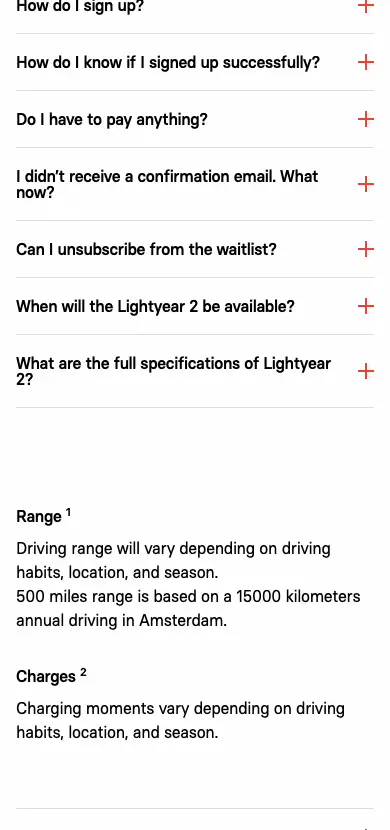 How do I sign up?
How do I know if I signed up successfully?
Do I have to pay anything?
I didn’t receive a confirmation email. What
now?
Can I unsubscribe from the waitlist?
When will the Lightyear 2 be available?
What are the full specifications of Lightyear
2?
Range 1
Driving range will vary depending on driving
habits, location, and season.
500 miles range is based on a 15000 kilometers
annual driving in Amsterdam.
Charges 2
Charging moments vary depending on driving
habits, location, and season.